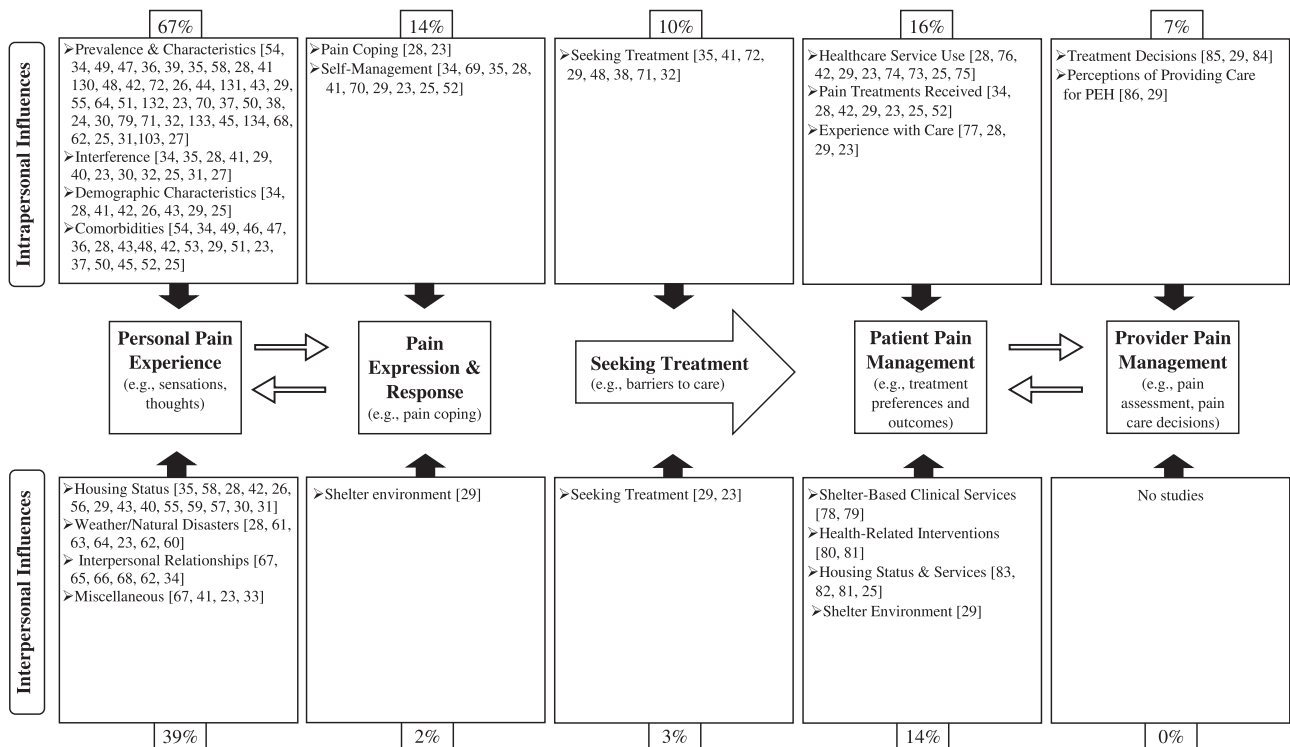 67%
14%
10%
16%
7%
Intrapersonal Influences
➢Prevalence & Characteristics [54,
34, 49, 47, 36, 39, 35, 58, 28, 41
130, 48, 42, 72, 26, 44, 131, 43, 29,
55, 64, 51, 132, 23, 70, 37, 50, 38,
24, 30, 79, 71, 32, 133, 45, 134, 68,
62, 25, 31,103, 27]
➢Interference [34, 35, 28, 41, 29,
40, 23, 30, 32, 25, 31, 27]
➢Demographic Characteristics [34,
28, 41, 42, 26, 43, 29, 25]
➢Comorbidities [54, 34, 49, 46, 47,
36, 28, 43,48, 42, 53, 29, 51, 23,
37, 50, 45, 52, 25]
➢Pain Coping [28, 23]
➢Self-Management [34, 69, 35, 28,
41, 70, 29, 23, 25, 52]
➢Seeking Treatment [35, 41, 72,
29, 48, 38, 71, 32]
➢Healthcare Service Use [28, 76,
42, 29, 23, 74, 73, 25, 75]
➢Pain Treatments Received [34,
28, 42, 29, 23, 25, 52]
➢Experience with Care [77, 28,
29, 23]
➢Treatment Decisions [85, 29, 84]
➢Perceptions of Providing Care
for PEH [86, 29]
Personal Pain
Experience
(e.g., sensations,
thoughts)
Pain
Expression &
Response
(e.g., pain coping)
Seeking Treatment
(e.g., barriers to care)
Patient Pain
Management
(e.g., treatment
preferences and
outcomes)
Provider Pain
Management
(e.g., pain
assessment, pain
care decisions)
Interpersonal Influences
➢Housing Status [35, 58, 28, 42, 26,
56, 29, 43, 40, 55, 59, 57, 30, 31]
➢Weather/Natural Disasters [28, 61,
63, 64, 23, 62, 60]
➢ Interpersonal Relationships [67,
65, 66, 68, 62, 34]
➢Miscellaneous [67, 41, 23, 33]
➢Shelter environment [29]
➢Seeking Treatment [29, 23]
➢Shelter-Based Clinical Services
[78, 79]
➢Health-Related Interventions
[80, 81]
➢Housing Status & Services [83,
82, 81, 25]
➢Shelter Environment [29]
No studies
39%
2%
3%
14%
0%